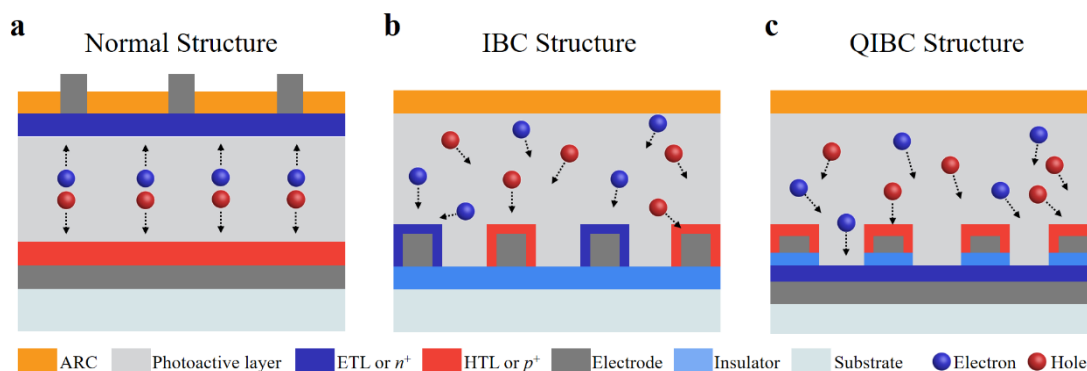 a
Normal Structure
b
IBC Structure
c
QIBC Structure
ARC
Photoactive layer
ETL or n⁺
HTL or p⁺
Electrode
Insulator
Substrate
Electron
Hole